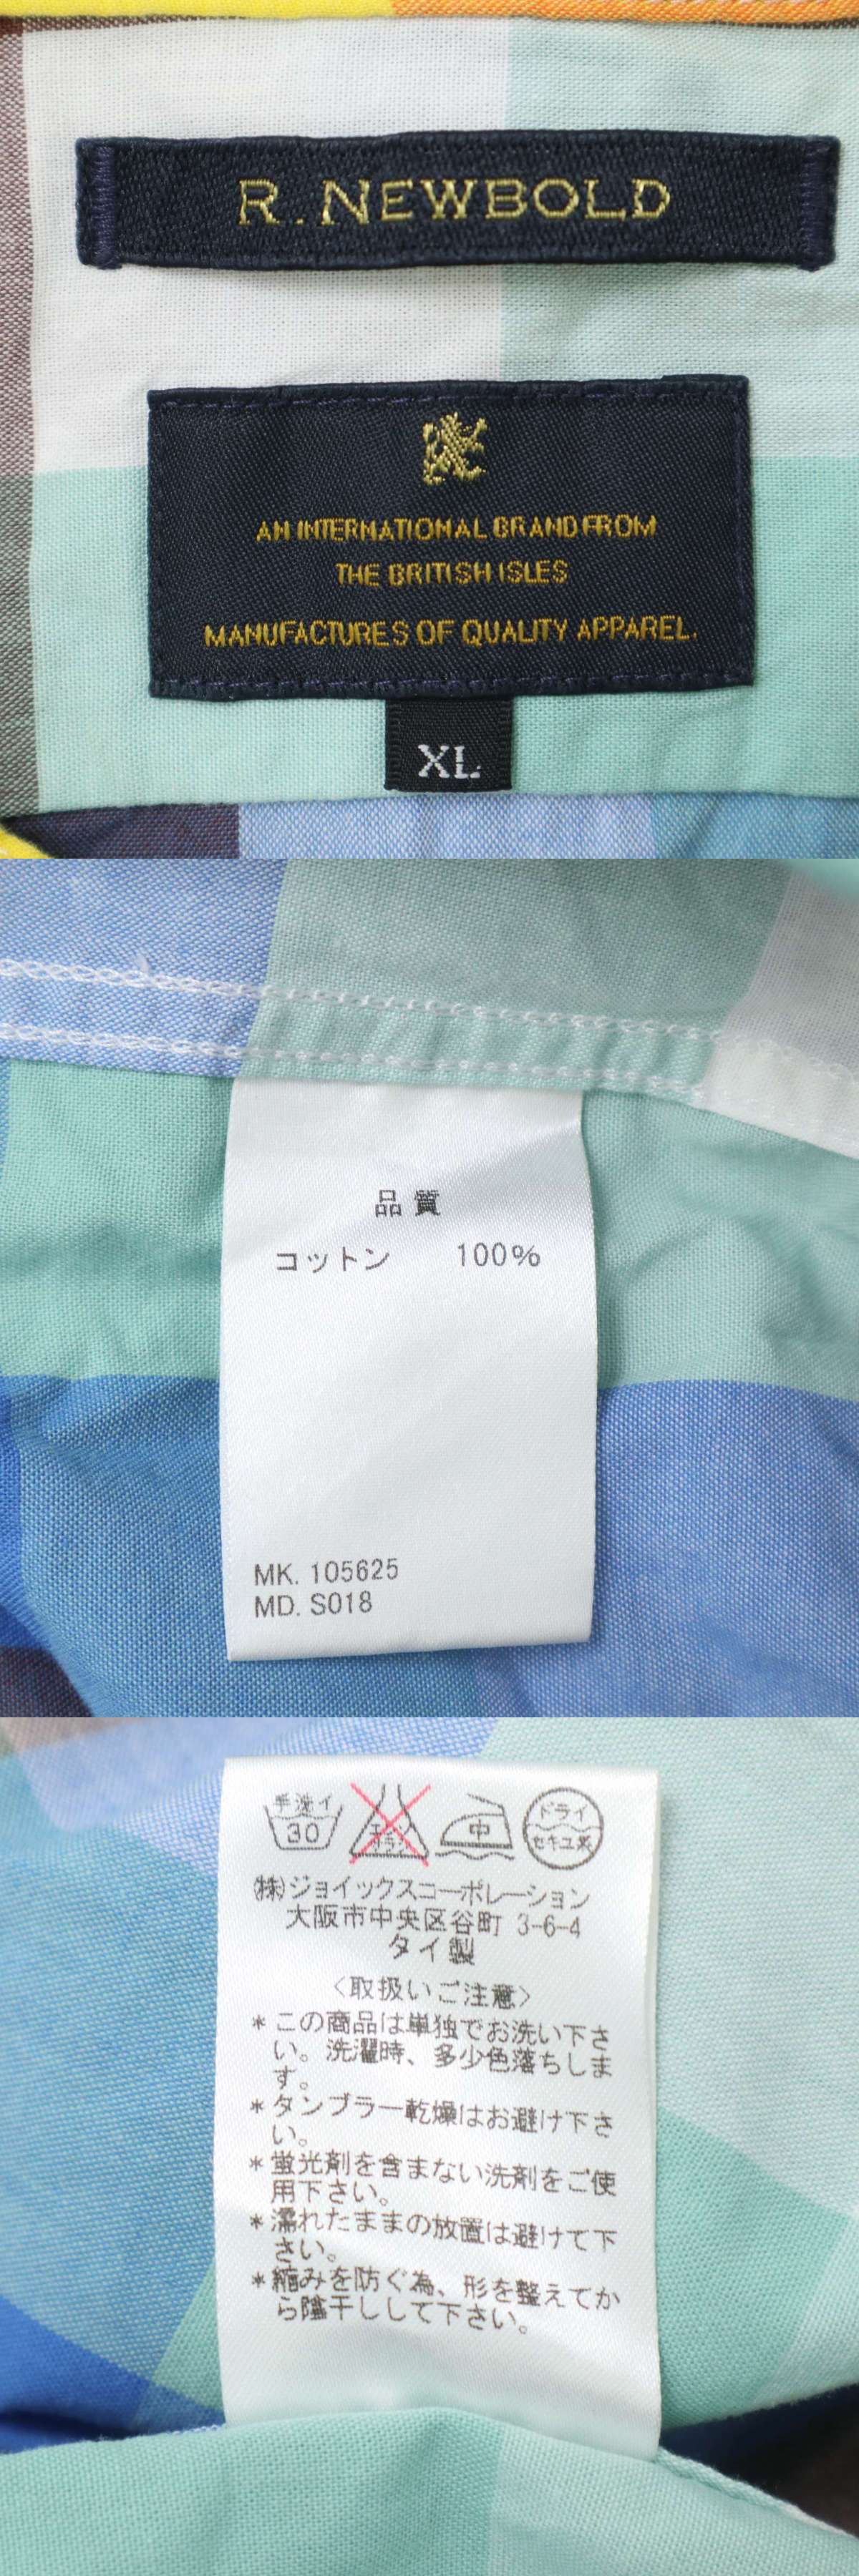 R.NEWBOLD
AN INTERNATIONAL BRAND FROM
THE BRITISH ISLES
MANUFACTURES OF QUALITY APPAREL.
XL
品質
コットン 100%
MK. 105625
MD. S018
手洗イ 30 エンソサラシ 中 ドライ セキユ系
㈱ジョイックスコーポレーション
大阪市中央区谷町 3-6-4
タイ製
〈取扱いご注意〉
*この商品は単独でお洗い下さ
い。洗濯時、多少色落ちしま
す。
*タンブラー乾燥はお避け下さ
い。
*蛍光剤を含まない洗剤をご使
用下さい。
*濡れたままの放置は避けて下
さい。
*縮みを防ぐ為、形を整えてか
ら陰干しして下さい。